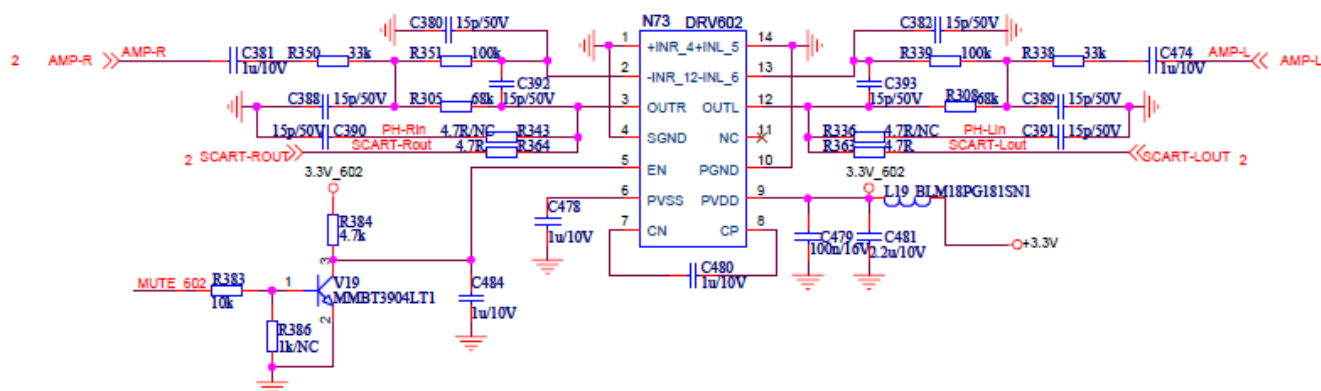 N73 DRV602
C380 15p/50V
C382 15p/50V
2 AMP-R AMP-R
C381
1u/10V
R350 33k
R351 100k
1 +INR_4+INL_5 14
R339 100k
R338 33k
C474
1u/10V
AMP-L AMP-L
2 -INR_12-INL_6 13
C392
15p/50V
C393
15p/50V
C388 15p/50V
R305 68k
3 OUTR OUTL 12
R308 68k
C389 15p/50V
15p/50V C390
PH-RIn 4.7R/NC R343
4 SGND NC 11
R336 4.7R/NC PH-LIn
C391 15p/50V
2 SCART-ROUT
SCART-Rout 4.7R R364
5 EN PGND 10
R363 4.7R SCART-Lout
SCART-LOUT 2
3.3V_602
3.3V_602
L19 BLM18PG181SN1
6 PVSS PVDD 9
R384
4.7k
C478
1u/10V
7 CN CP 8
C479
100n/16V
C481
2.2u/10V
+3.3V
C480
1u/10V
MUTE_602
R383
10k
1
3
2
V19
MMBT3904LT1
C484
1u/10V
R386
1k/NC